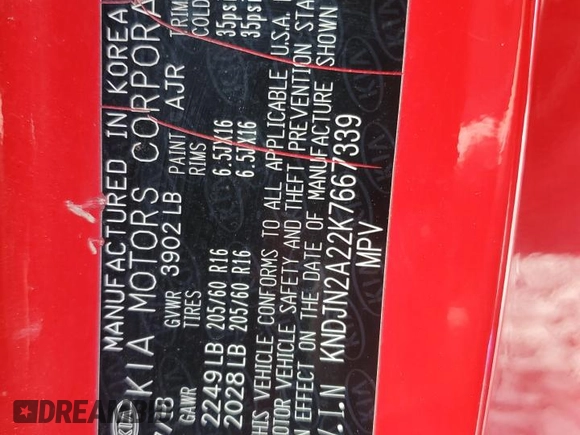 MANUFACTURED IN KOREA
KIA MOTORS CORPORA
GVWR 3902 LB PAINT AJR TRIM
GAWR TIRES RIMS COLD
2249 LB 205/60 R16 6.5JX16 35psi
2028 LB 205/60 R16 6.5JX16 35psi
THIS VEHICLE CONFORMS TO ALL APPLICABLE U.S.A.
MOTOR VEHICLE SAFETY AND THEFT PREVENTION STA
IN EFFECT ON THE DATE OF MANUFACTURE SHOWN
V.I.N KNDJN2A22K7667339
MPV
KIA